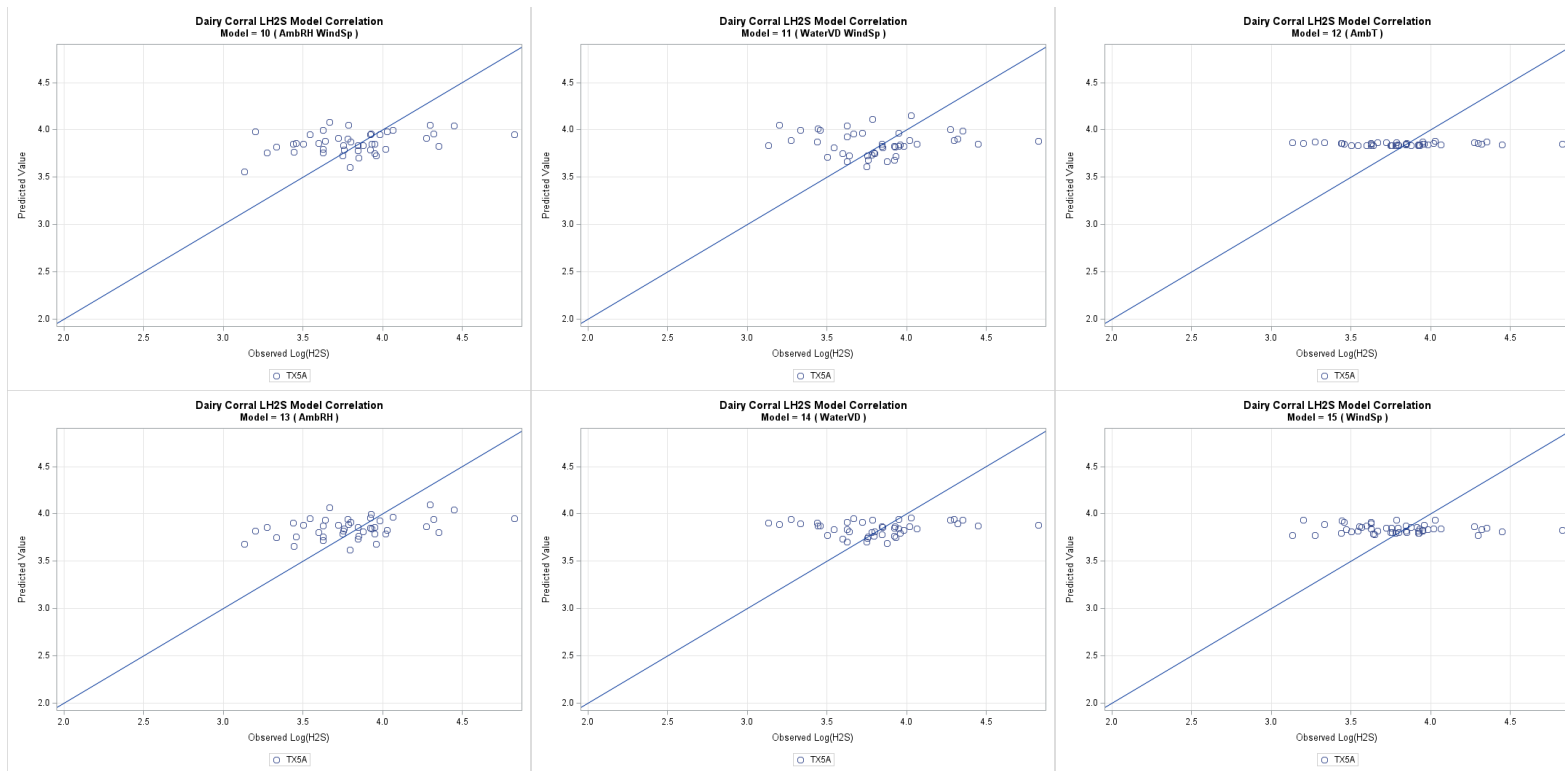 Dairy Corral LH2S Model Correlation
Model = 10 ( AmbRH WindSp )
4.5
4.0
3.5
3.0
2.5
2.0
Predicted Value
2.0 2.5 3.0 3.5 4.0 4.5
Observed Log(H2S)
TX5A
Dairy Corral LH2S Model Correlation
Model = 11 ( WaterVD WindSp )
4.5
4.0
3.5
3.0
2.5
2.0
Predicted Value
2.0 2.5 3.0 3.5 4.0 4.5
Observed Log(H2S)
TX5A
Dairy Corral LH2S Model Correlation
Model = 12 ( AmbT )
4.5
4.0
3.5
3.0
2.5
2.0
Predicted Value
2.0 2.5 3.0 3.5 4.0 4.5
Observed Log(H2S)
TX5A
Dairy Corral LH2S Model Correlation
Model = 13 ( AmbRH )
4.5
4.0
3.5
3.0
2.5
2.0
Predicted Value
2.0 2.5 3.0 3.5 4.0 4.5
Observed Log(H2S)
TX5A
Dairy Corral LH2S Model Correlation
Model = 14 ( WaterVD )
4.5
4.0
3.5
3.0
2.5
2.0
Predicted Value
2.0 2.5 3.0 3.5 4.0 4.5
Observed Log(H2S)
TX5A
Dairy Corral LH2S Model Correlation
Model = 15 ( WindSp )
4.5
4.0
3.5
3.0
2.5
2.0
Predicted Value
2.0 2.5 3.0 3.5 4.0 4.5
Observed Log(H2S)
TX5A